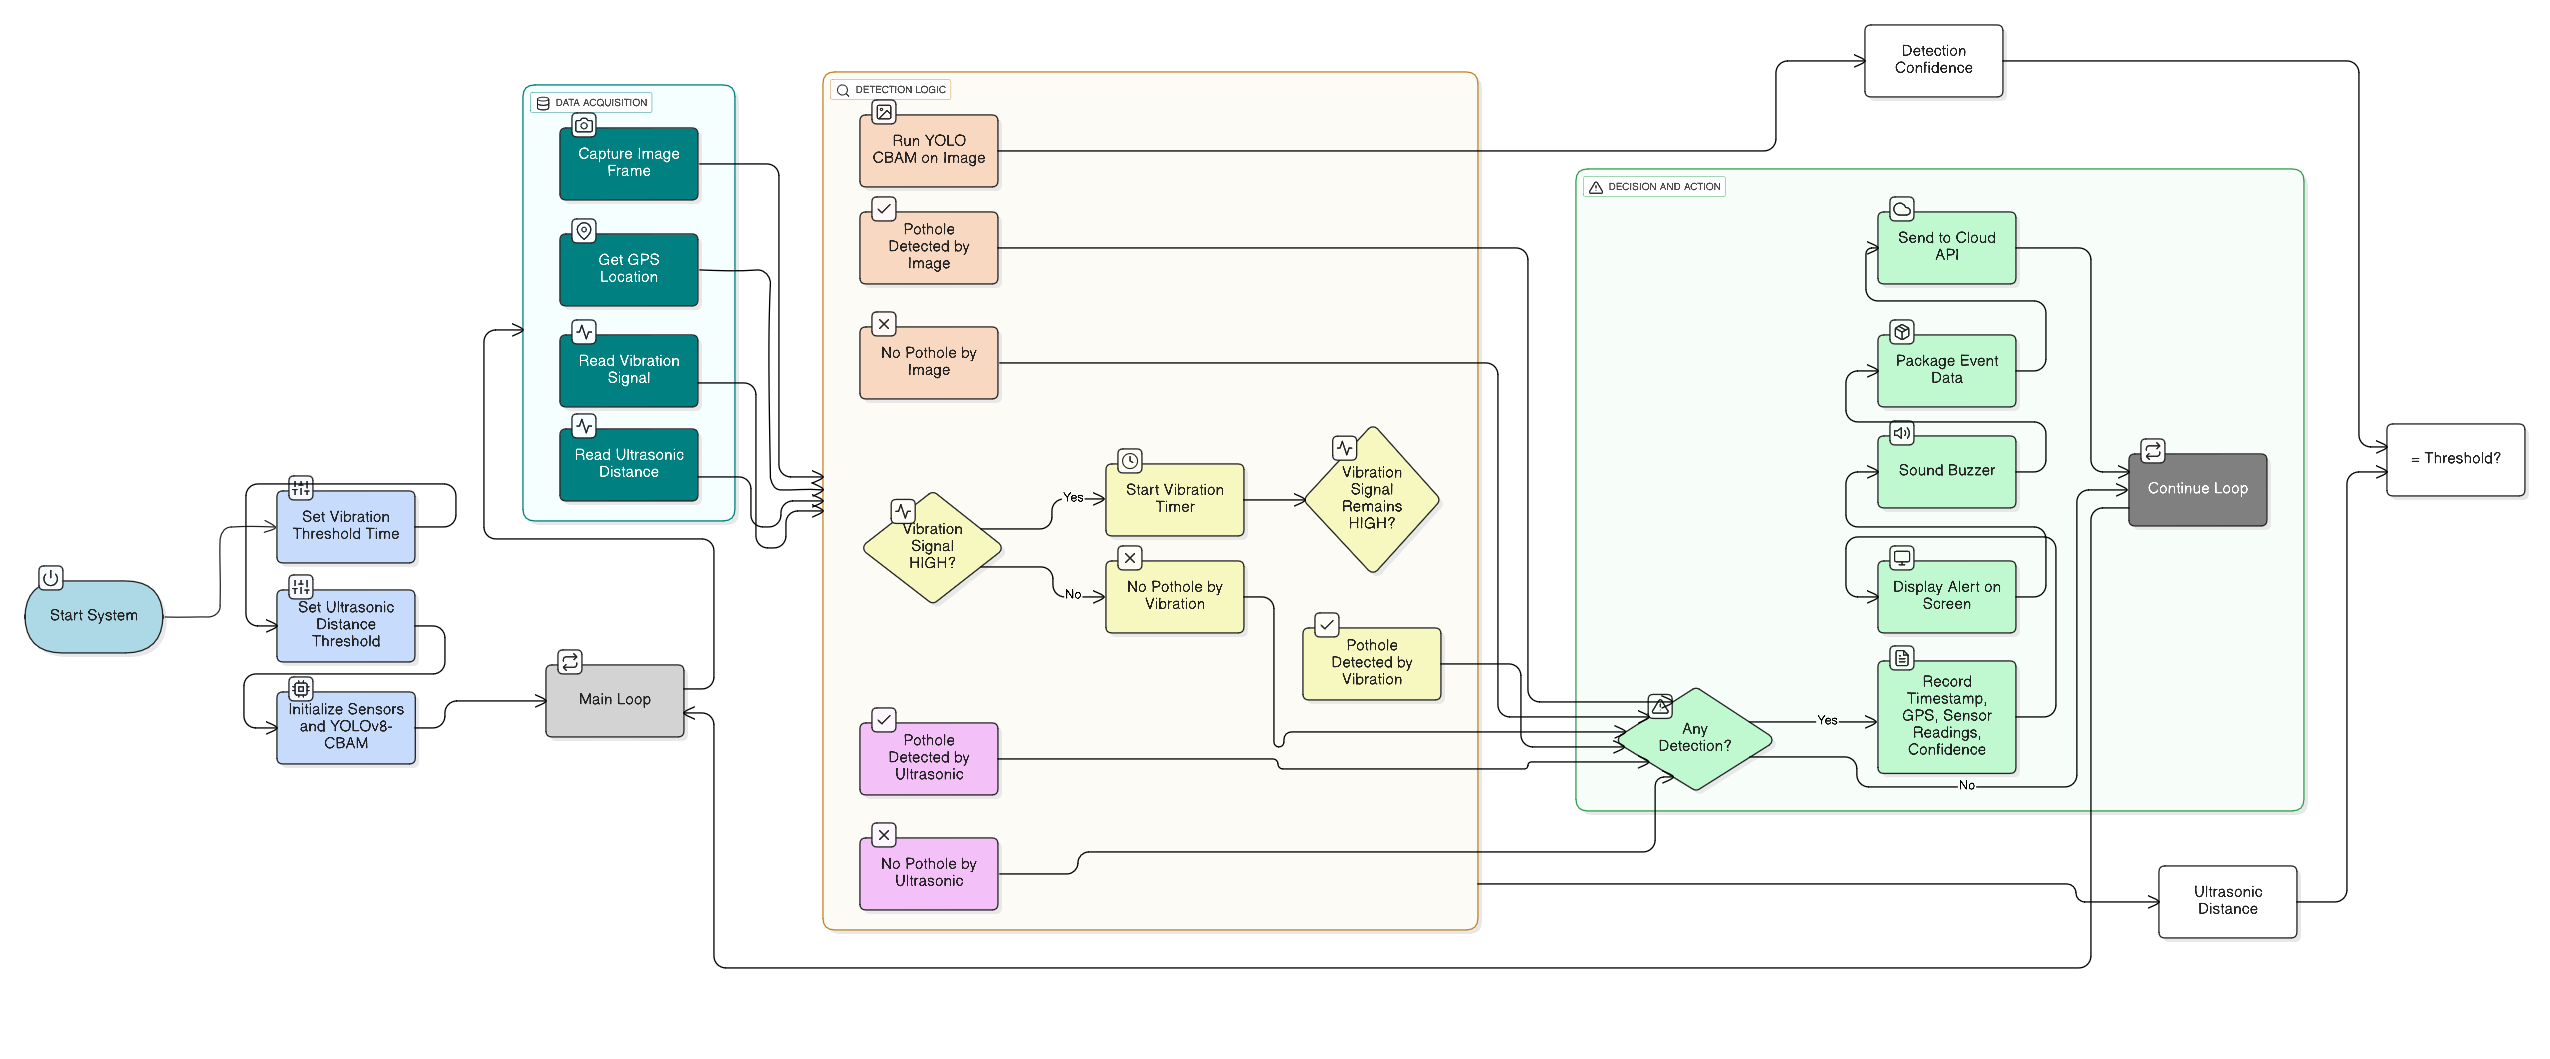 Start System
Set Vibration
Threshold Time
Set Ultrasonic
Distance
Threshold
Initialize Sensors
and YOLOv8-
CBAM
Main Loop
DATA ACQUISITION
Capture Image
Frame
Get GPS
Location
Read Vibration
Signal
Read Ultrasonic
Distance
DETECTION LOGIC
Run YOLO
CBAM on Image
Pothole
Detected by
Image
No Pothole by
Image
Vibration
Signal
HIGH?
Yes
No
Start Vibration
Timer
No Pothole by
Vibration
Vibration
Signal
Remains
HIGH?
Pothole
Detected by
Vibration
Pothole
Detected by
Ultrasonic
No Pothole by
Ultrasonic
Detection
Confidence
DECISION AND ACTION
Send to Cloud
API
Package Event
Data
Sound Buzzer
Display Alert on
Screen
Any
Detection?
Yes
No
Record
Timestamp,
GPS, Sensor
Readings,
Confidence
Continue Loop
= Threshold?
Ultrasonic
Distance